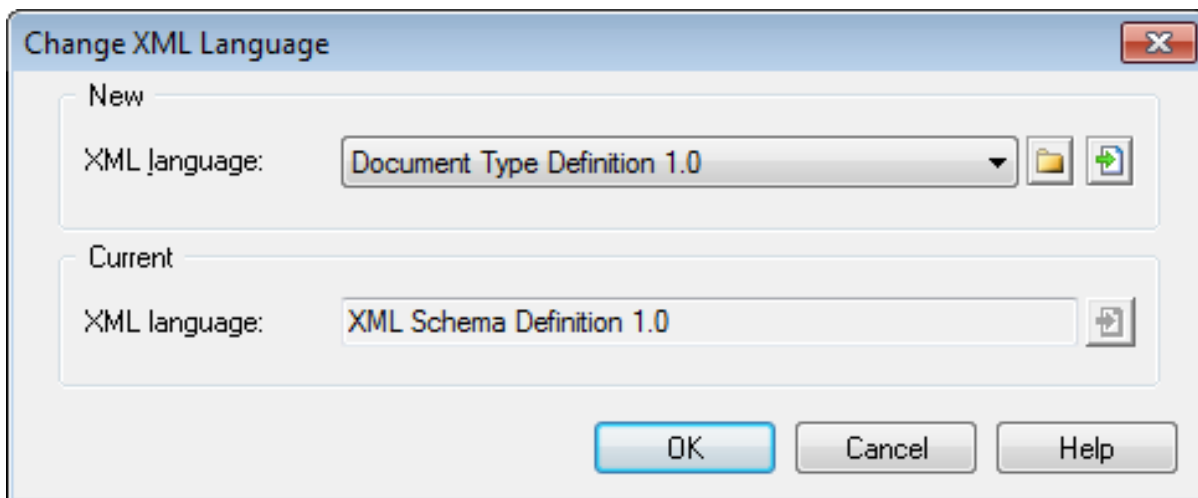 Change XML Language
New
XML language: Document Type Definition 1.0
Current
XML language: XML Schema Definition 1.0
OK Cancel Help